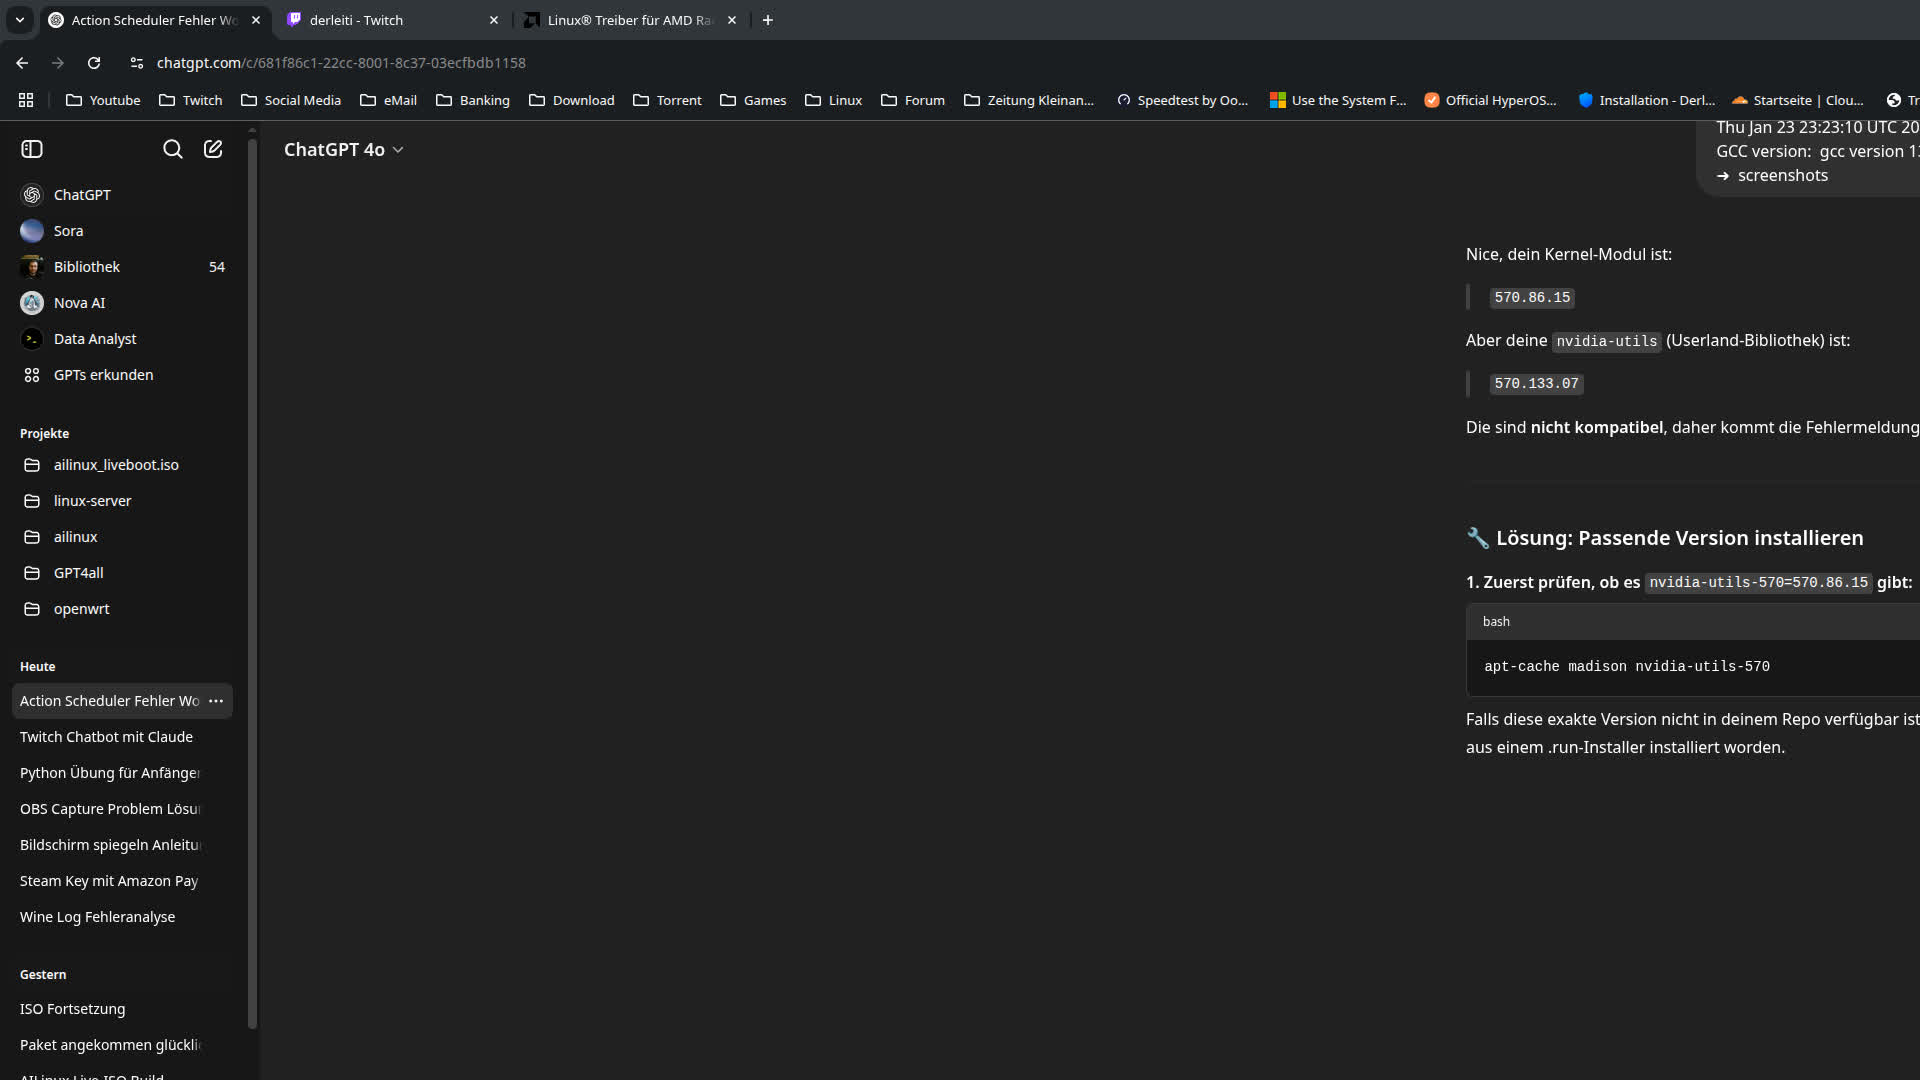 Action Scheduler Fehler Wo
derleiti - Twitch
Linux® Treiber für AMD Ra
chatgpt.com/c/681f86c1-22cc-8001-8c37-03ecfbdb1158
Youtube
Twitch
Social Media
eMail
Banking
Download
Torrent
Games
Linux
Forum
Zeitung Kleinan...
Speedtest by Oo...
Use the System F...
Official HyperOS...
Installation - Derl...
Startseite | Clou...
Tr
ChatGPT 4o
ChatGPT
Sora
Bibliothek 54
Nova AI
Data Analyst
GPTs erkunden
Projekte
ailinux_liveboot.iso
linux-server
ailinux
GPT4all
openwrt
Heute
Action Scheduler Fehler Wo
Twitch Chatbot mit Claude
Python Übung für Anfänger
OBS Capture Problem Lösu
Bildschirm spiegeln Anleitu
Steam Key mit Amazon Pay
Wine Log Fehleranalyse
Gestern
ISO Fortsetzung
Paket angekommen glückli
AILinux Live ISO Build
Thu Jan 23 23:23:10 UTC 20
GCC version:  gcc version 13
➜ screenshots
Nice, dein Kernel-Modul ist:
570.86.15
Aber deine nvidia-utils (Userland-Bibliothek) ist:
570.133.07
Die sind nicht kompatibel, daher kommt die Fehlermeldung
🔧 Lösung: Passende Version installieren
1. Zuerst prüfen, ob es nvidia-utils-570=570.86.15 gibt:
bash
apt-cache madison nvidia-utils-570
Falls diese exakte Version nicht in deinem Repo verfügbar ist
aus einem .run-Installer installiert worden.